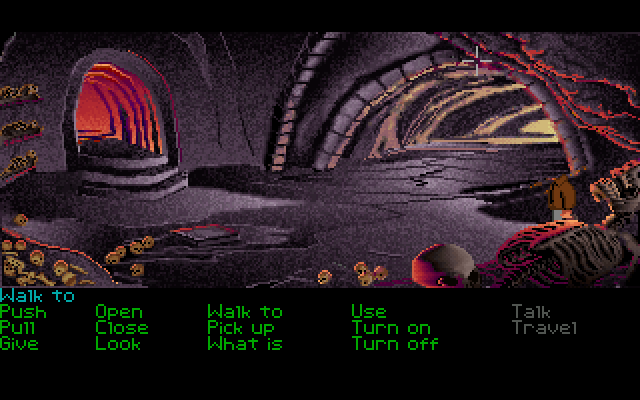 Walk to
Push Open Walk to Use Talk
Pull Close Pick up Turn on Travel
Give Look What is Turn off